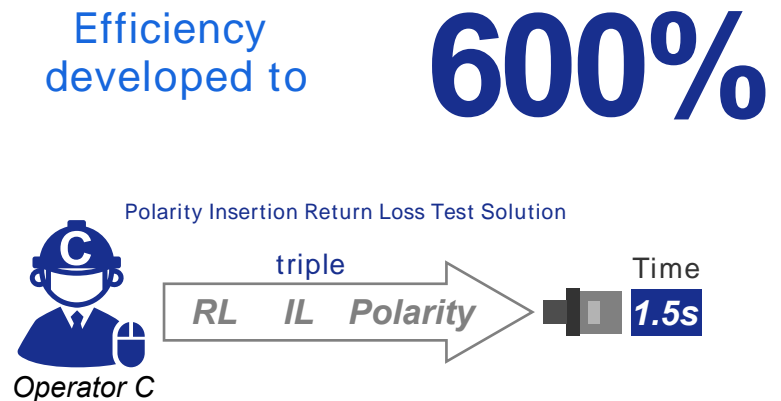 Efficiency
developed to
600%
Polarity Insertion Return Loss Test Solution
C
triple
Time
RL IL Polarity
1.5s
Operator C